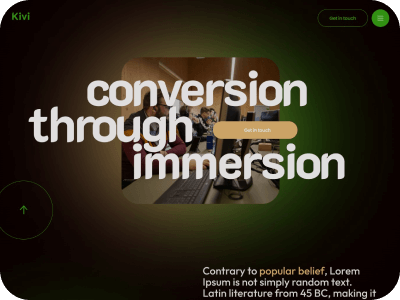 Kivi
Get in touch
conversion
through
Get in touch
immersion
Contrary to popular belief, Lorem
Ipsum is not simply random text.
Latin literature from 45 BC, making it